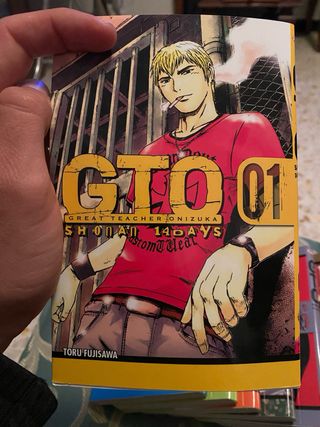 GTO
01
GREAT TEACHER ONIZUKA
SHONAN 14DAYS
TORU FUJISAWA